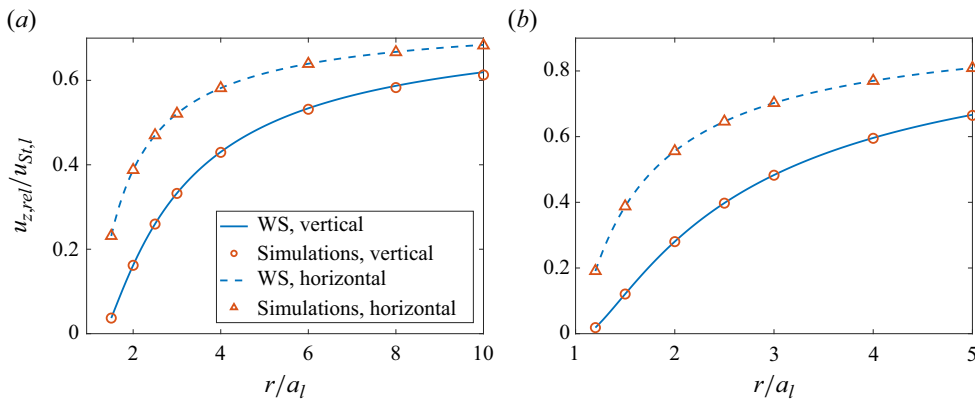 (a)
(b)
u_{z,rel}/u_{St,l}
0.6
0.4
0.2
0
2
4
6
8
10
r/a_l
WS, vertical
Simulations, vertical
WS, horizontal
Simulations, horizontal
0.8
0.6
0.4
0.2
0
1
2
3
4
5
r/a_l